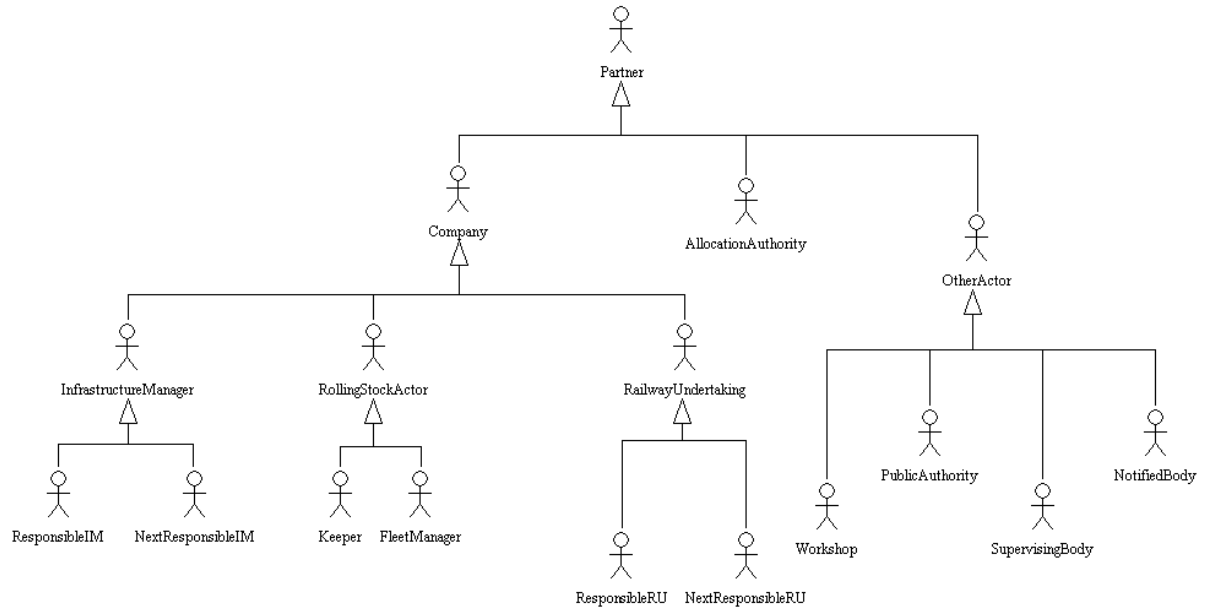 Partner
Company
AllocationAuthority
OtherActor
InfrastructureManager
RollingStockActor
RailwayUndertaking
PublicAuthority
NotifiedBody
ResponsibleIM
NextResponsibleIM
Keeper
FleetManager
Workshop
SupervisingBody
ResponsibleRU
NextResponsibleRU